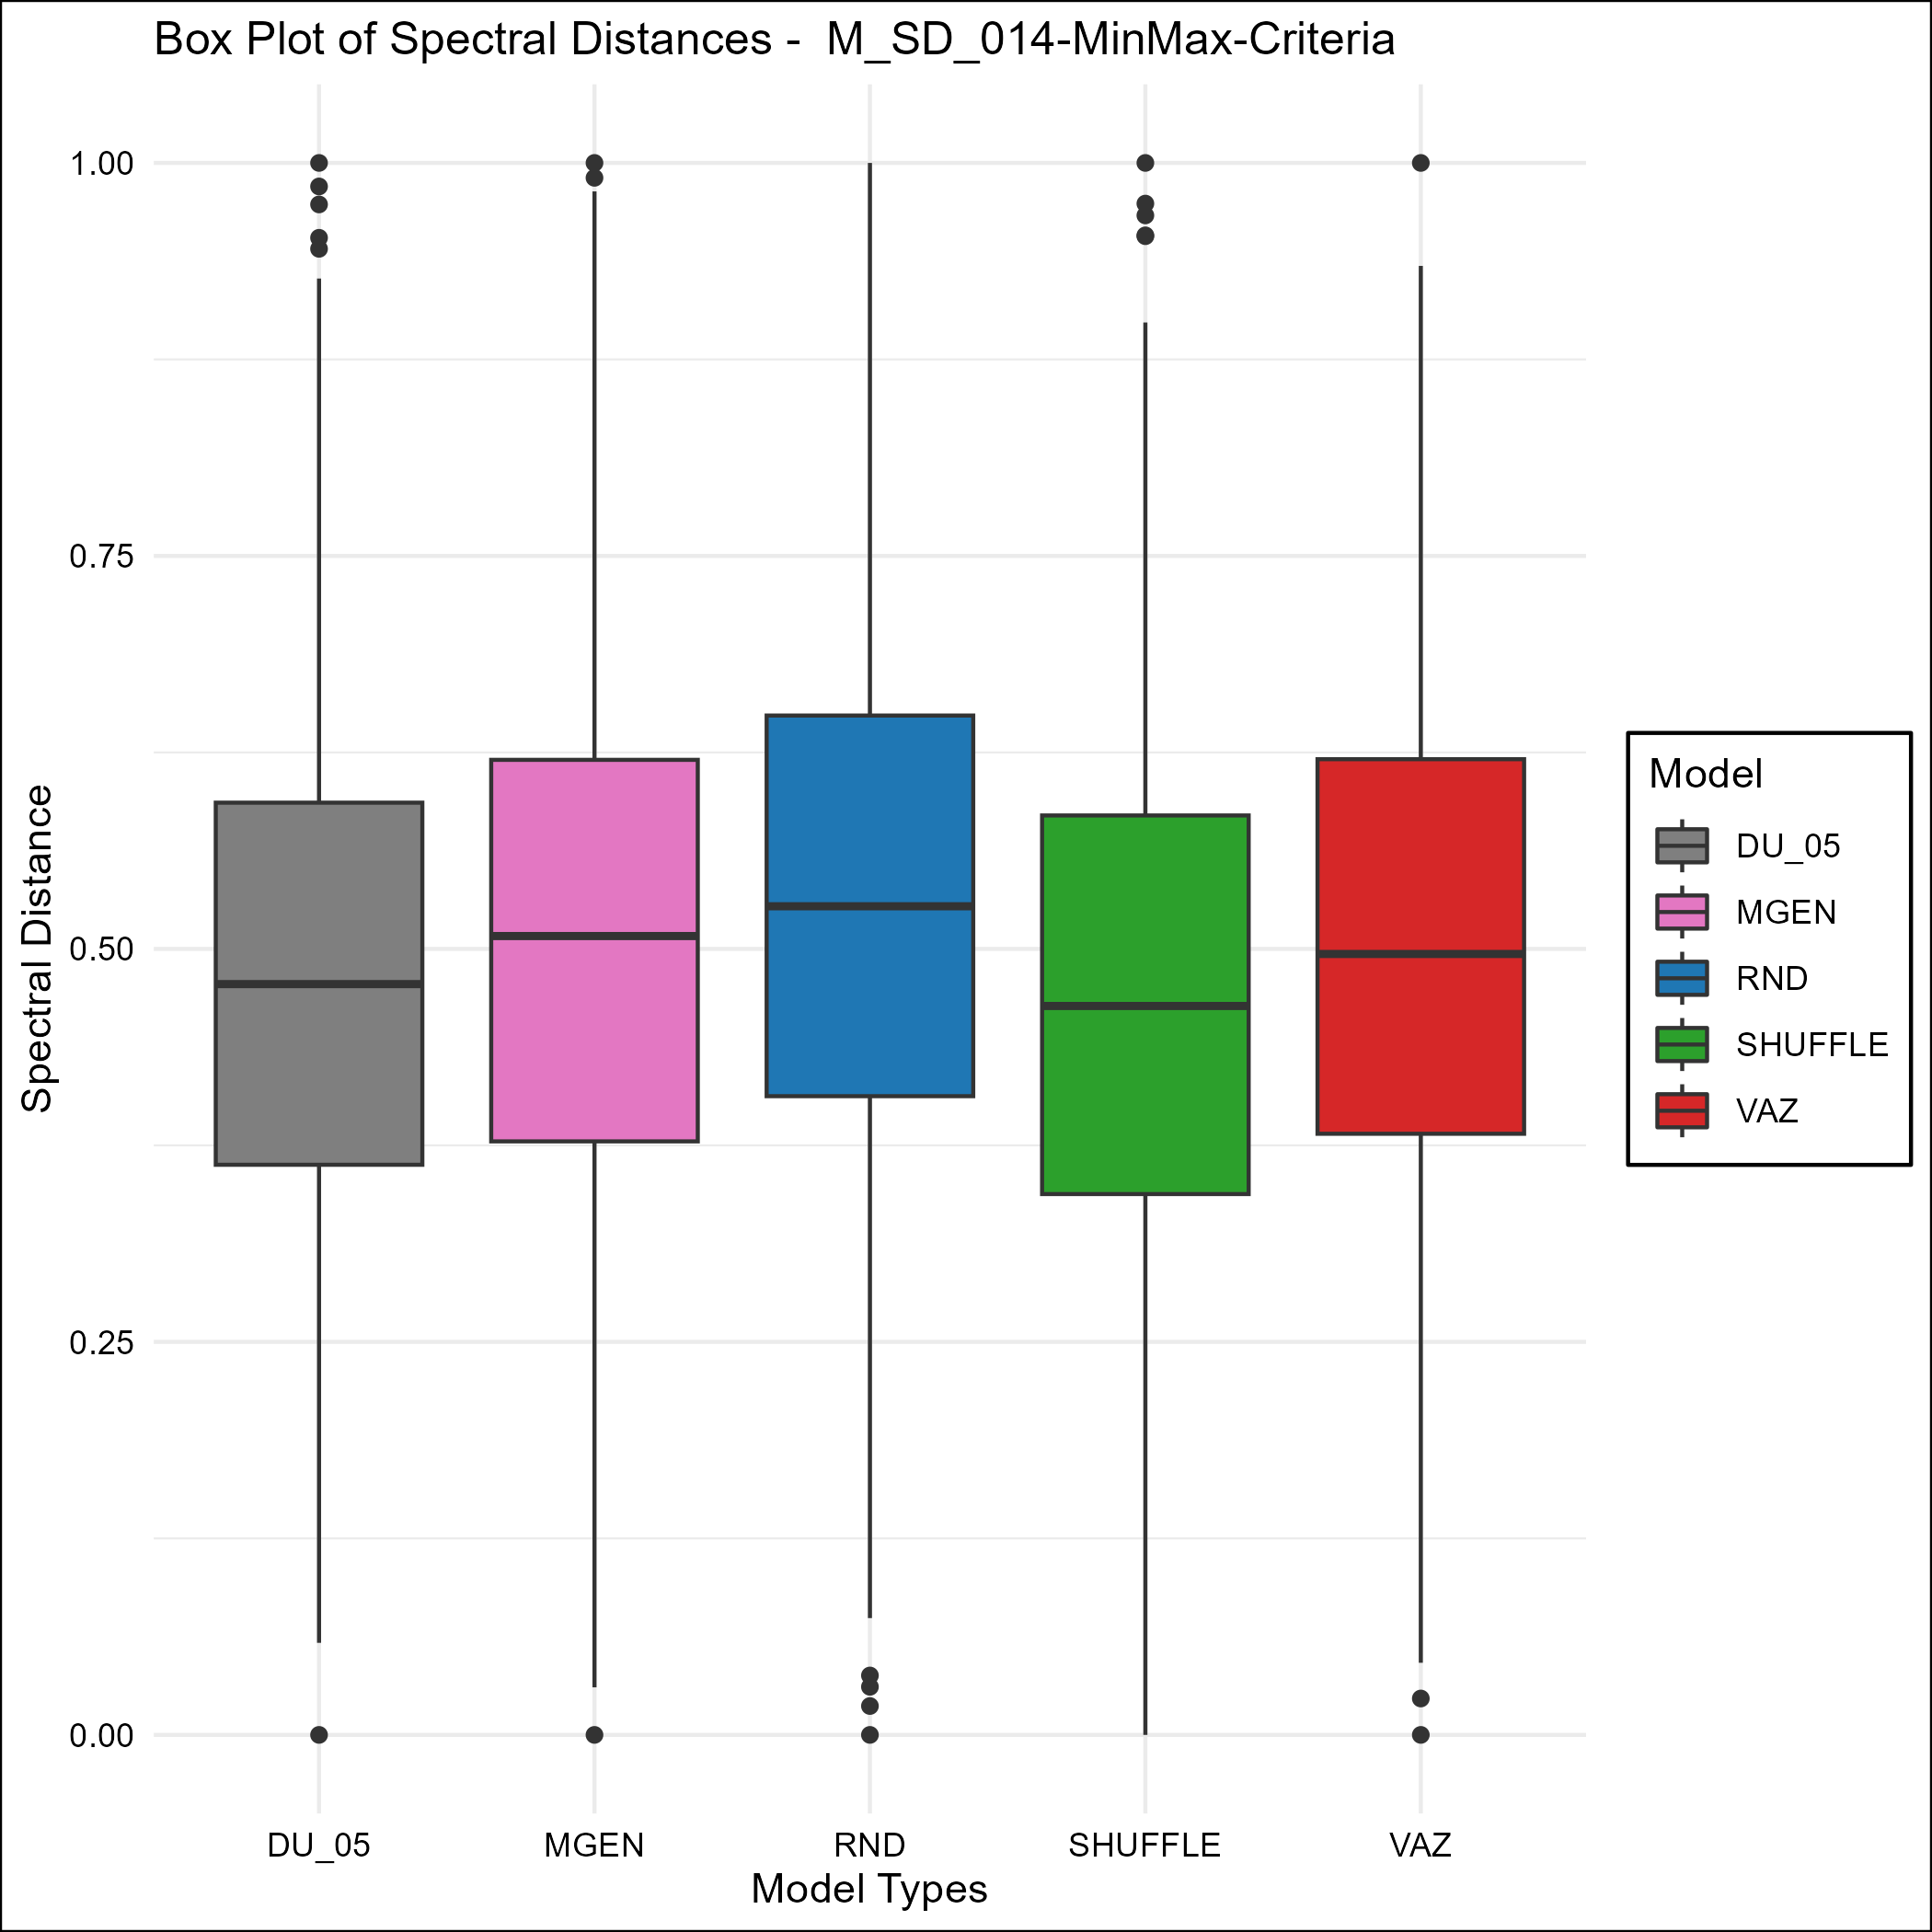 Box Plot of Spectral Distances -  M_SD_014-MinMax-Criteria
1.00
0.75
0.50
0.25
0.00
Spectral Distance
DU_05
MGEN
RND
SHUFFLE
VAZ
Model Types
Model
DU_05
MGEN
RND
SHUFFLE
VAZ